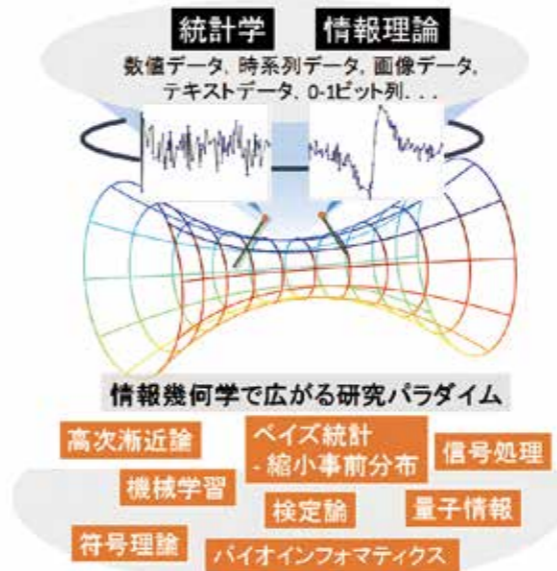 統計学 情報理論
数値データ, 時系列データ, 画像データ,
テキストデータ, 0-1ビット列. . .
情報幾何学で広がる研究パラダイム
高次漸近論
ベイズ統計
- 縮小事前分布
信号処理
機械学習
検定論
量子情報
符号理論
バイオインフォマティクス